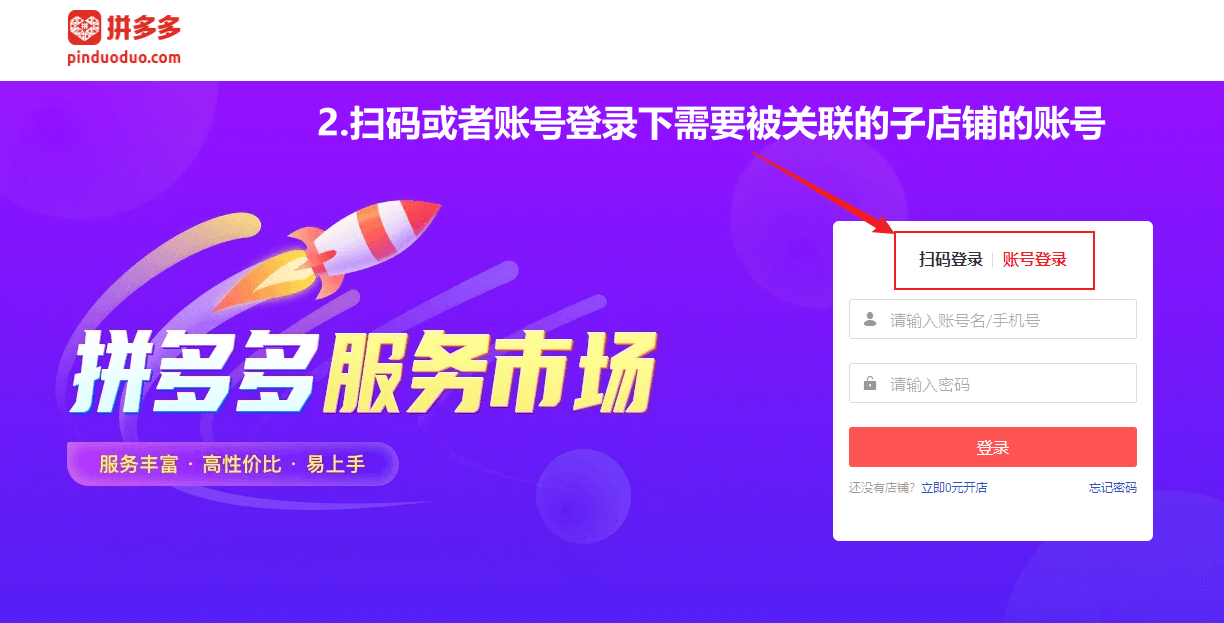 拼多多
pinduoduo.com
2.扫码或者账号登录下需要被关联的子店铺的账号
扫码登录 | 账号登录
请输入账号名/手机号
拼多多服务市场
请输入密码
登录
服务丰富 · 高性价比 · 易上手
还没有店铺? 立即0元开店 忘记密码